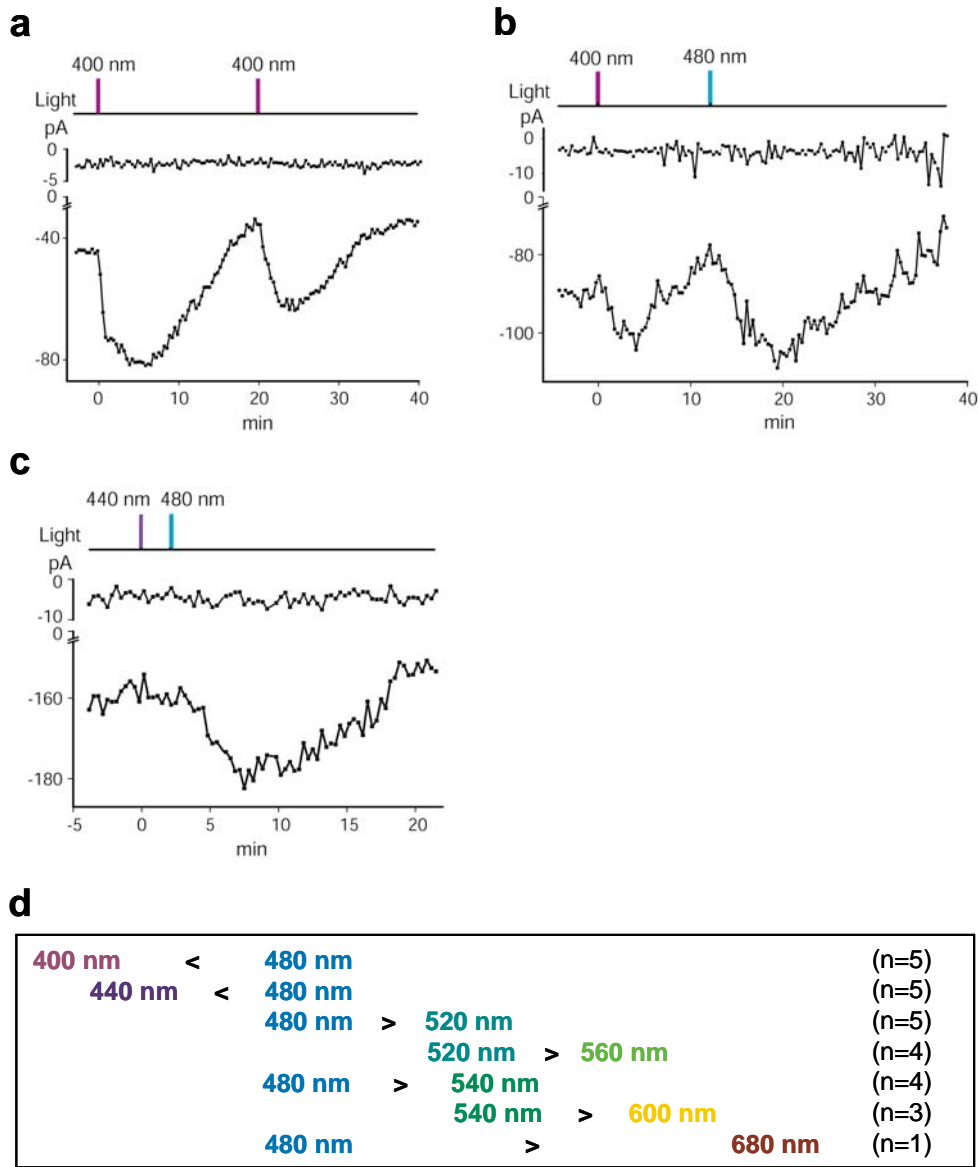 a
400 nm 400 nm
Light
pA
0
-5
0
-40
-80
0 10 20 30 40
min
b
400 nm 480 nm
Light
pA
0
-10
0
-80
-100
0 10 20 30 40
min
c
440 nm 480 nm
Light
pA
0
-10
0
-160
-180
-5 0 5 10 15 20
min
d
400 nm < 480 nm (n=5)
440 nm < 480 nm (n=5)
480 nm > 520 nm (n=5)
520 nm > 560 nm (n=4)
480 nm > 540 nm (n=4)
540 nm > 600 nm (n=3)
480 nm > 680 nm (n=1)